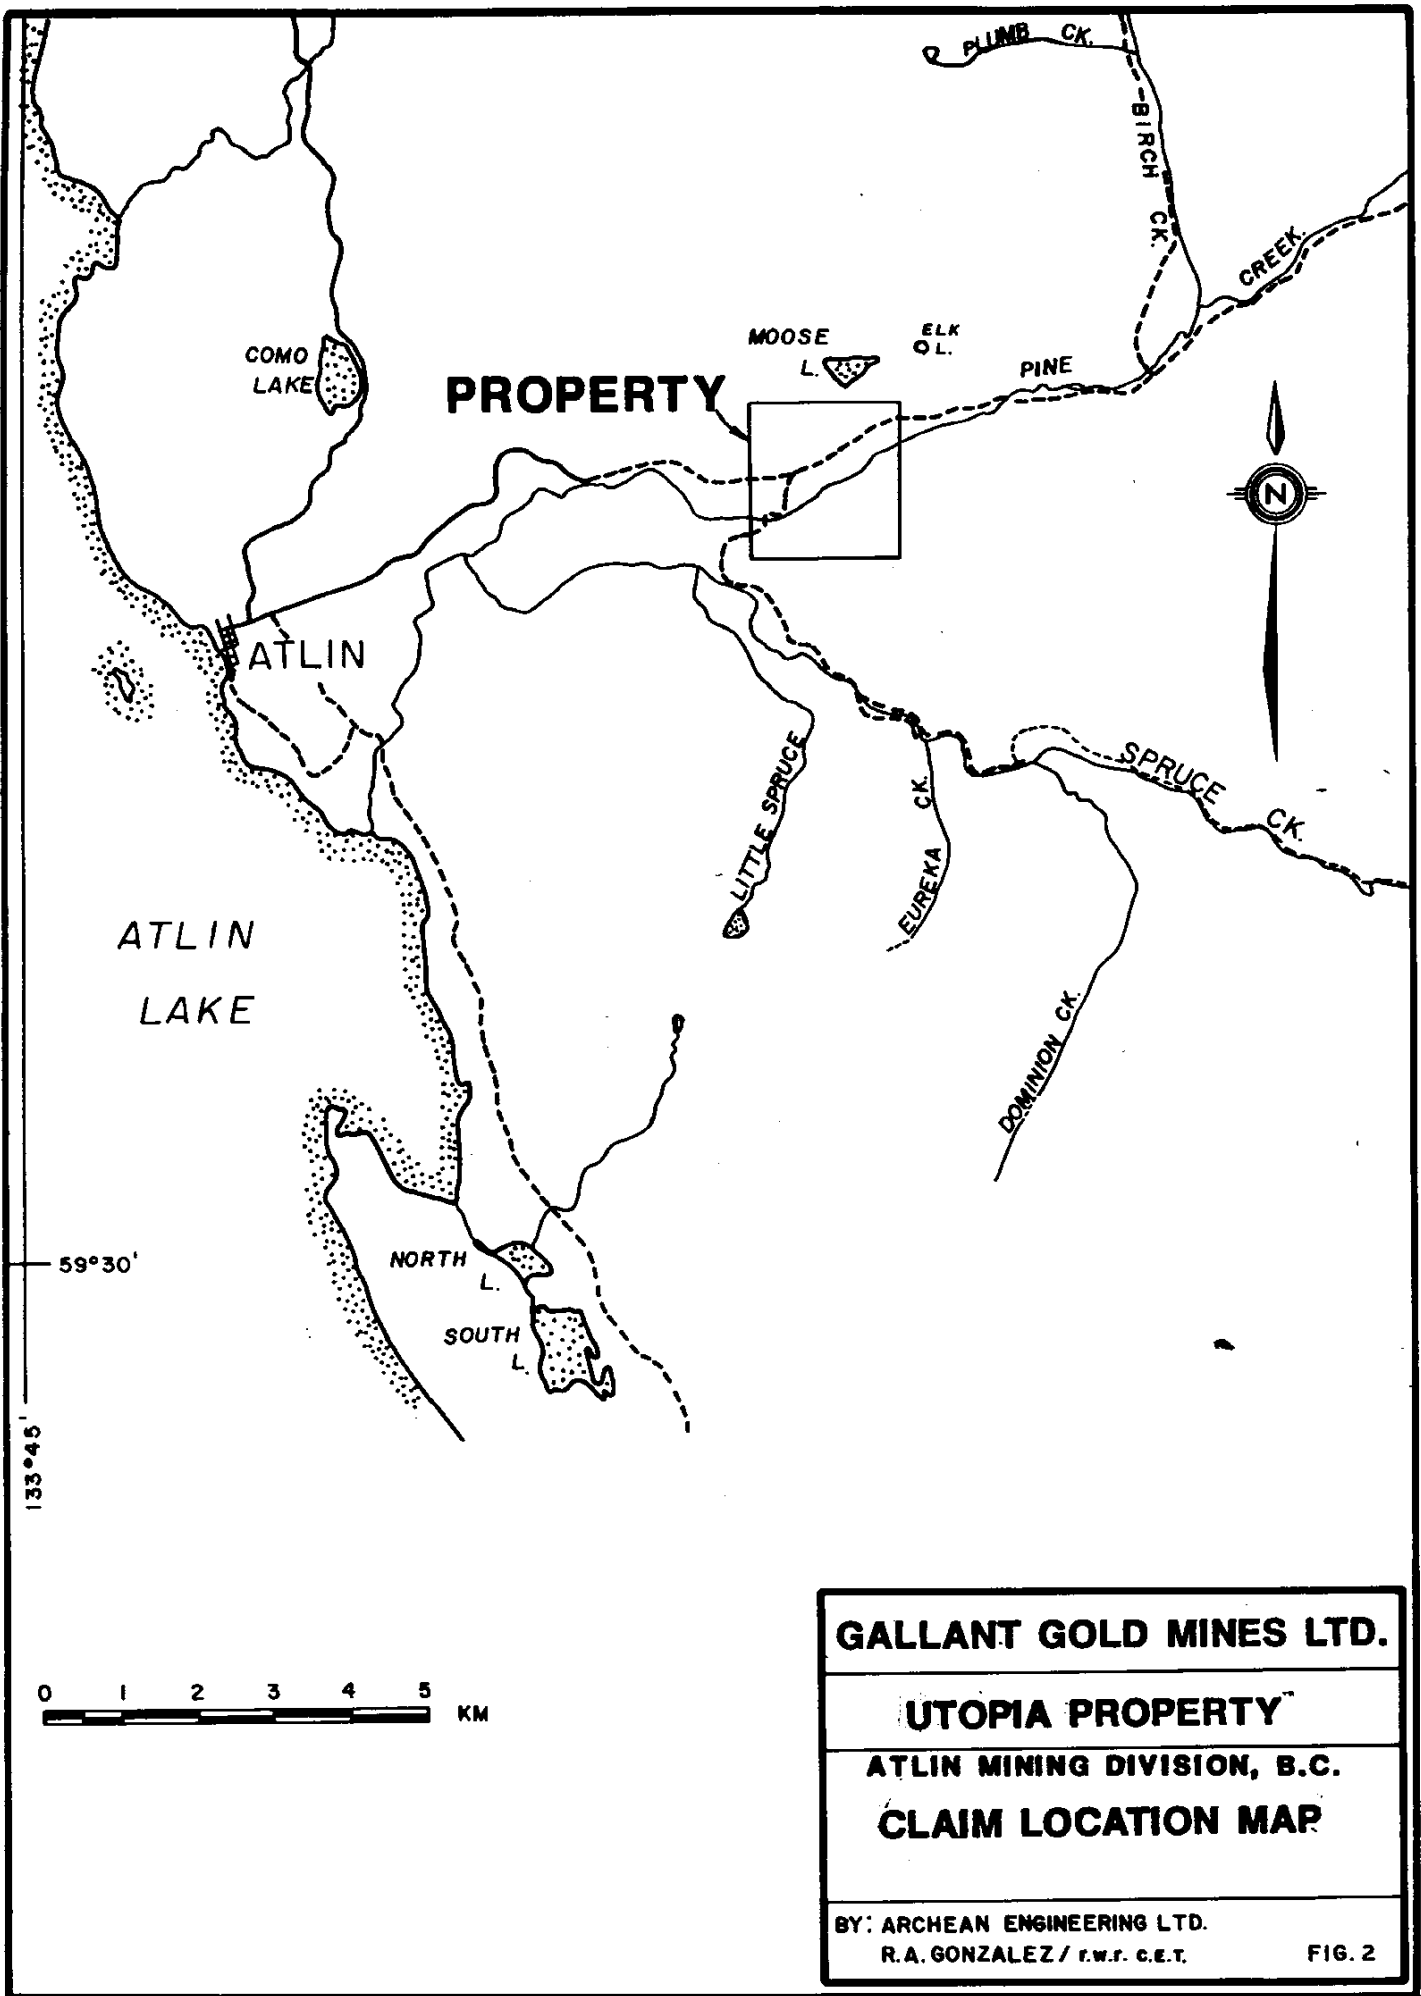 PLUMB CK.
BIRCH CK.
CREEK.
MOOSE
L.
ELK
L.
PINE
COMO
LAKE
PROPERTY
N
ATLIN
LITTLE SPRUCE
EUREKA CK.
SPRUCE CK.
DOMINION CK.
ATLIN
LAKE
NORTH
L.
SOUTH
L.
59°30'
133°45'
0 1 2 3 4 5 KM
GALLANT GOLD MINES LTD.
UTOPIA PROPERTY
ATLIN MINING DIVISION, B.C.
CLAIM LOCATION MAP
BY: ARCHEAN ENGINEERING LTD.
R.A. GONZALEZ / r.w.r. C.E.T.
FIG. 2